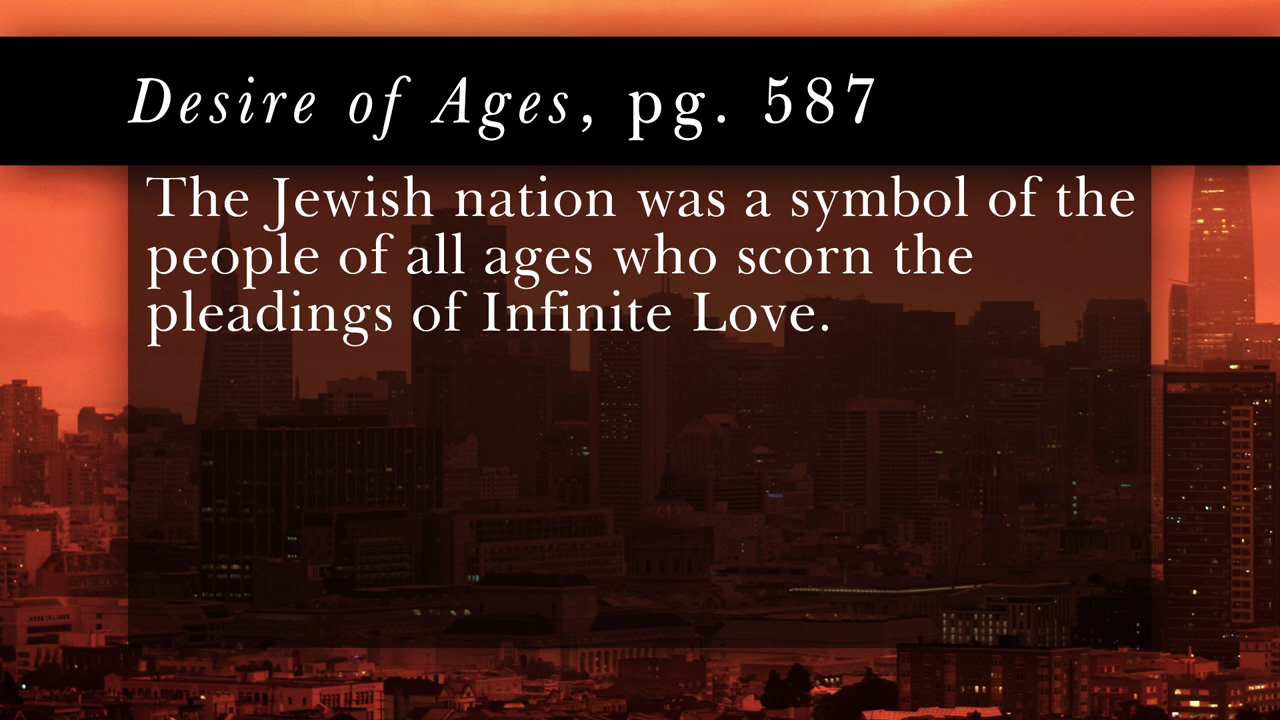 Desire of Ages, pg. 587
The Jewish nation was a symbol of the
people of all ages who scorn the
pleadings of Infinite Love.